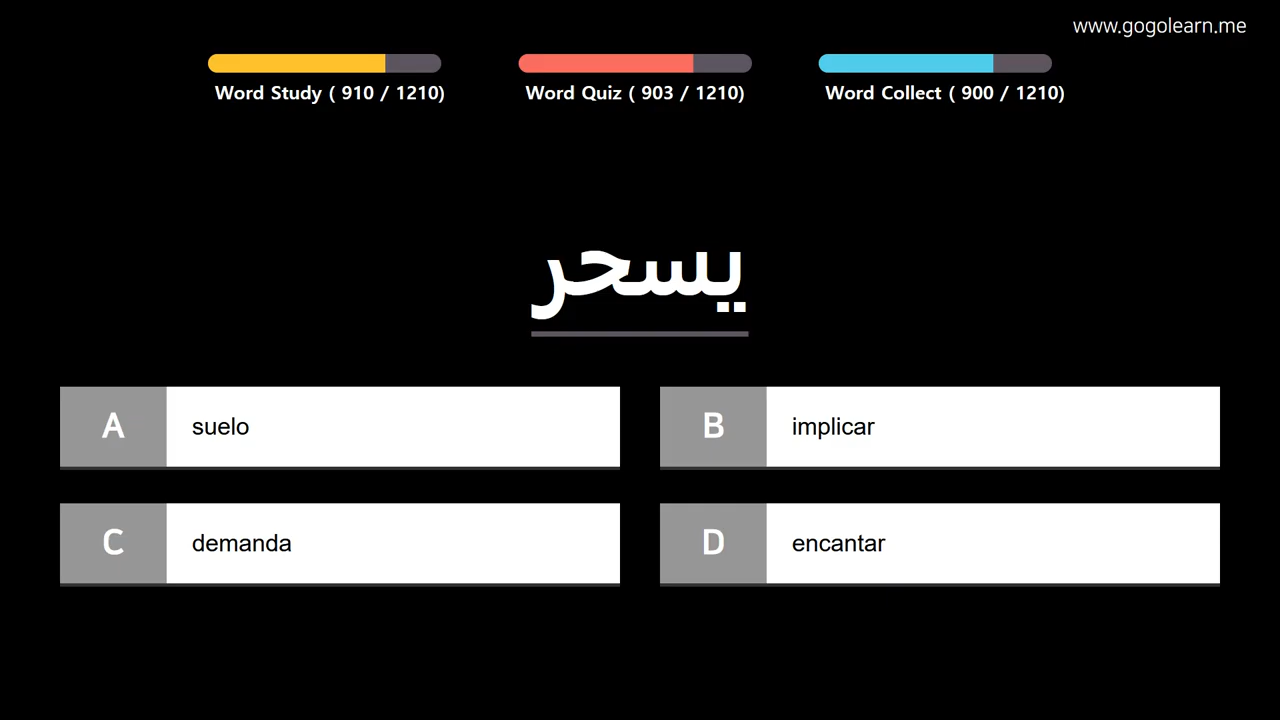 www.gogolearn.me
Word Study ( 910 / 1210)
Word Quiz ( 903 / 1210)
Word Collect ( 900 / 1210)
يسحر
A suelo
B implicar
C demanda
D encantar